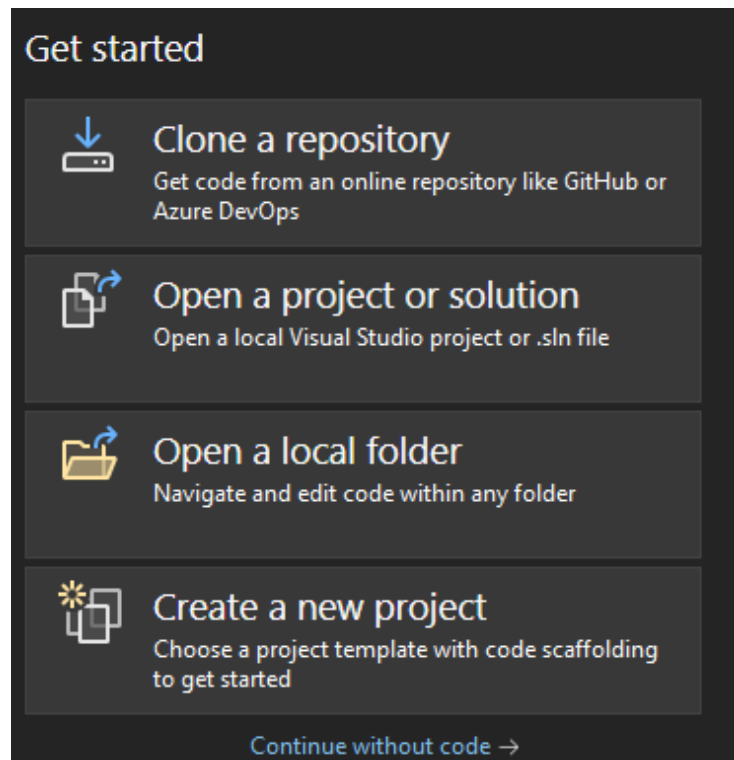 Get started
Clone a repository
Get code from an online repository like GitHub or
Azure DevOps
Open a project or solution
Open a local Visual Studio project or .sln file
Open a local folder
Navigate and edit code within any folder
Create a new project
Choose a project template with code scaffolding
to get started
Continue without code →